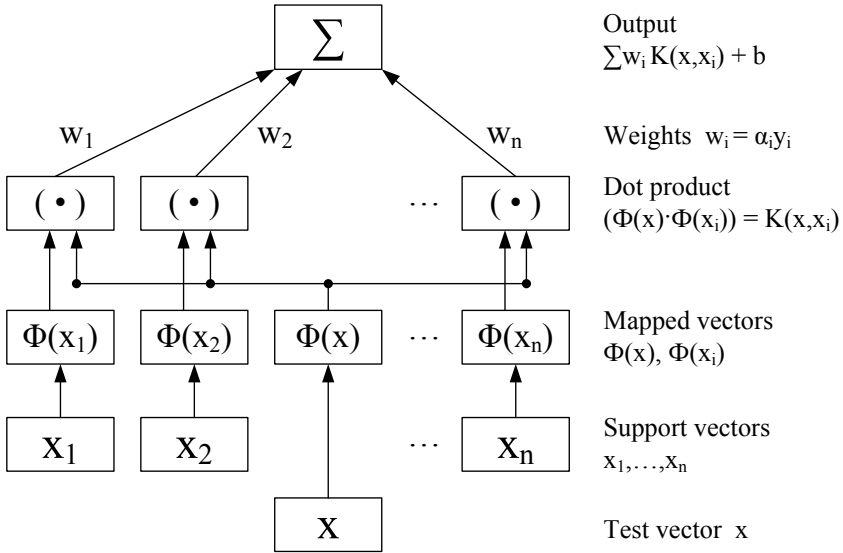 ∑
Output
∑wᵢ K(x,xᵢ) + b
w₁
w₂
wₙ
Weights wᵢ = αᵢyᵢ
(•)
(•)
…
(•)
Dot product
(Φ(x)·Φ(xᵢ)) = K(x,xᵢ)
Φ(x₁)
Φ(x₂)
Φ(x)
…
Φ(xₙ)
Mapped vectors
Φ(x), Φ(xᵢ)
x₁
x₂
…
xₙ
Support vectors
x₁,…,xₙ
x
Test vector x